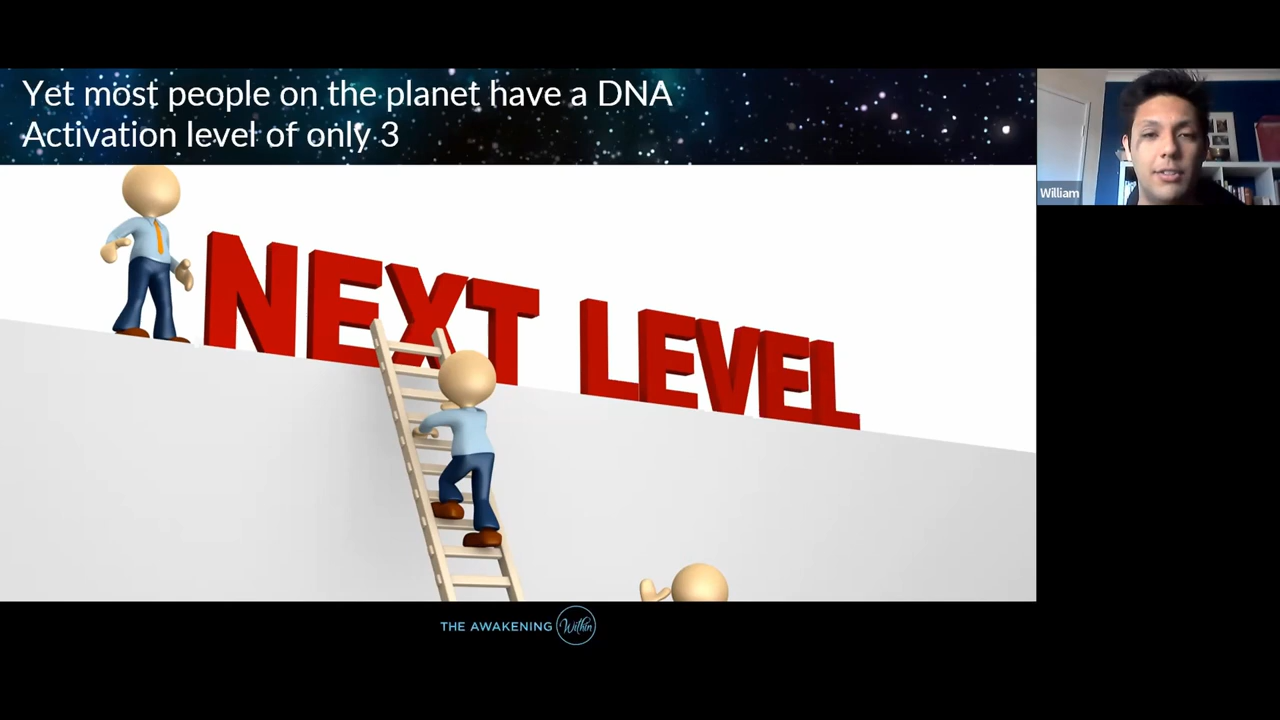 Yet most people on the planet have a DNA
Activation level of only 3
William
NEXT LEVEL
THE AWAKENING Within